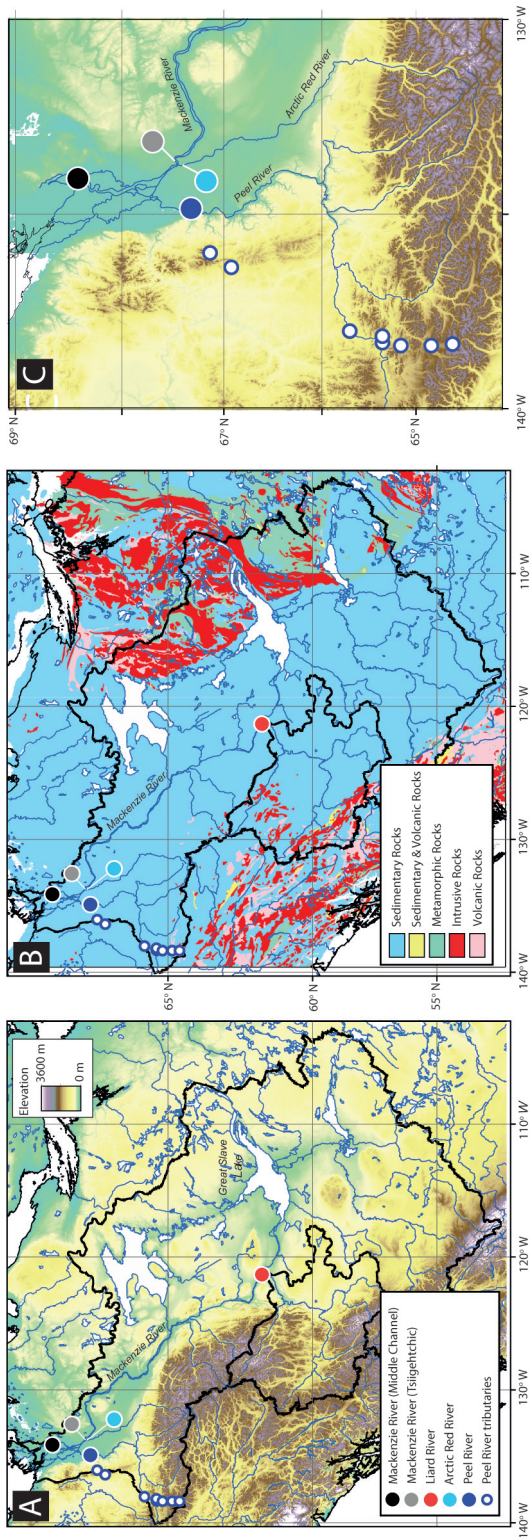 A
Elevation
3600 m
0 m
Great Slave
Lake
Mackenzie River
Mackenzie River (Middle Channel)
Mackenzie River (Tsiigehtchic)
Liard River
Arctic Red River
Peel River
Peel River tributaries
140° W
130° W
120° W
110° W
B
Mackenzie River
Sedimentary Rocks
Sedimentary & Volcanic Rocks
Metamorphic Rocks
Intrusive Rocks
Volcanic Rocks
65° N
60° N
55° N
140° W
130° W
120° W
110° W
C
Mackenzie River
Arctic Red River
Peel River
69° N
67° N
65° N
140° W
130° W